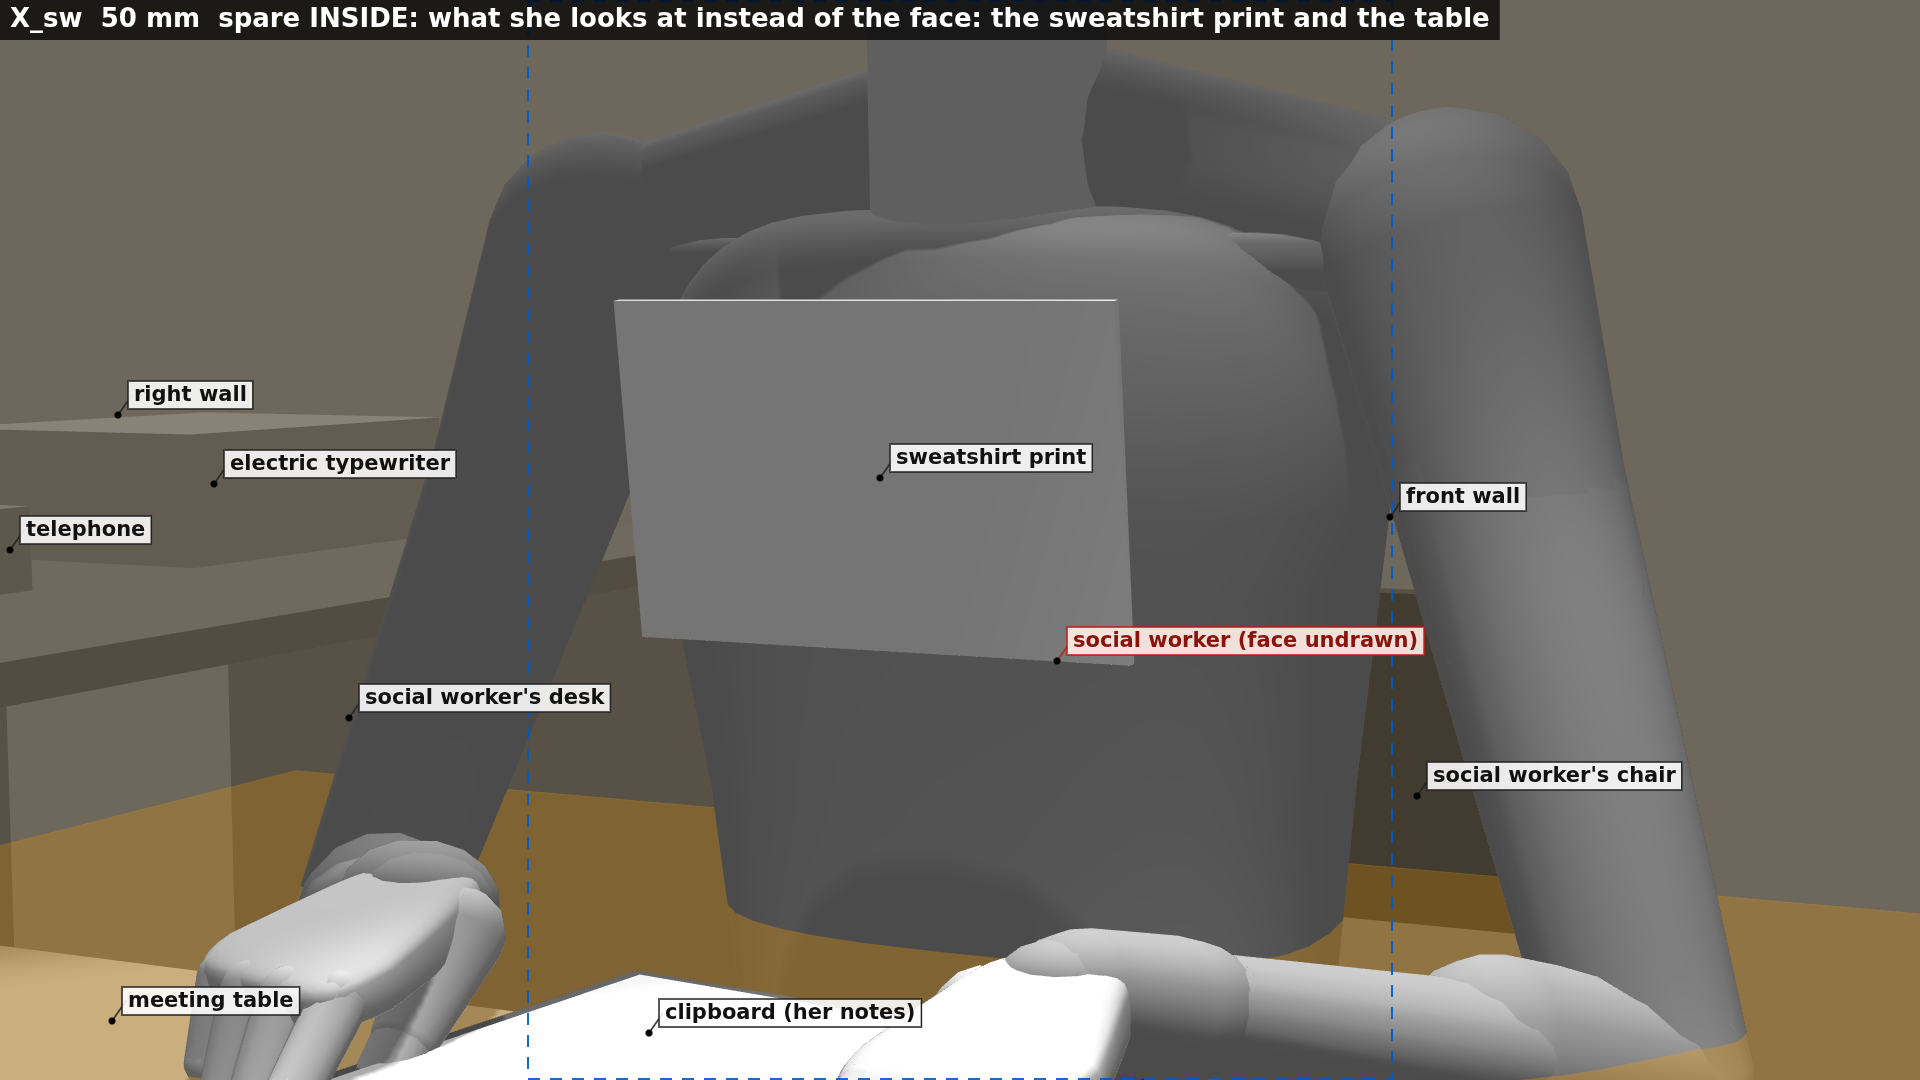 X_sw  50 mm  spare INSIDE: what she looks at instead of the face: the sweatshirt print and the table
right wall
electric typewriter
sweatshirt print
front wall
telephone
social worker (face undrawn)
social worker's desk
social worker's chair
meeting table
clipboard (her notes)